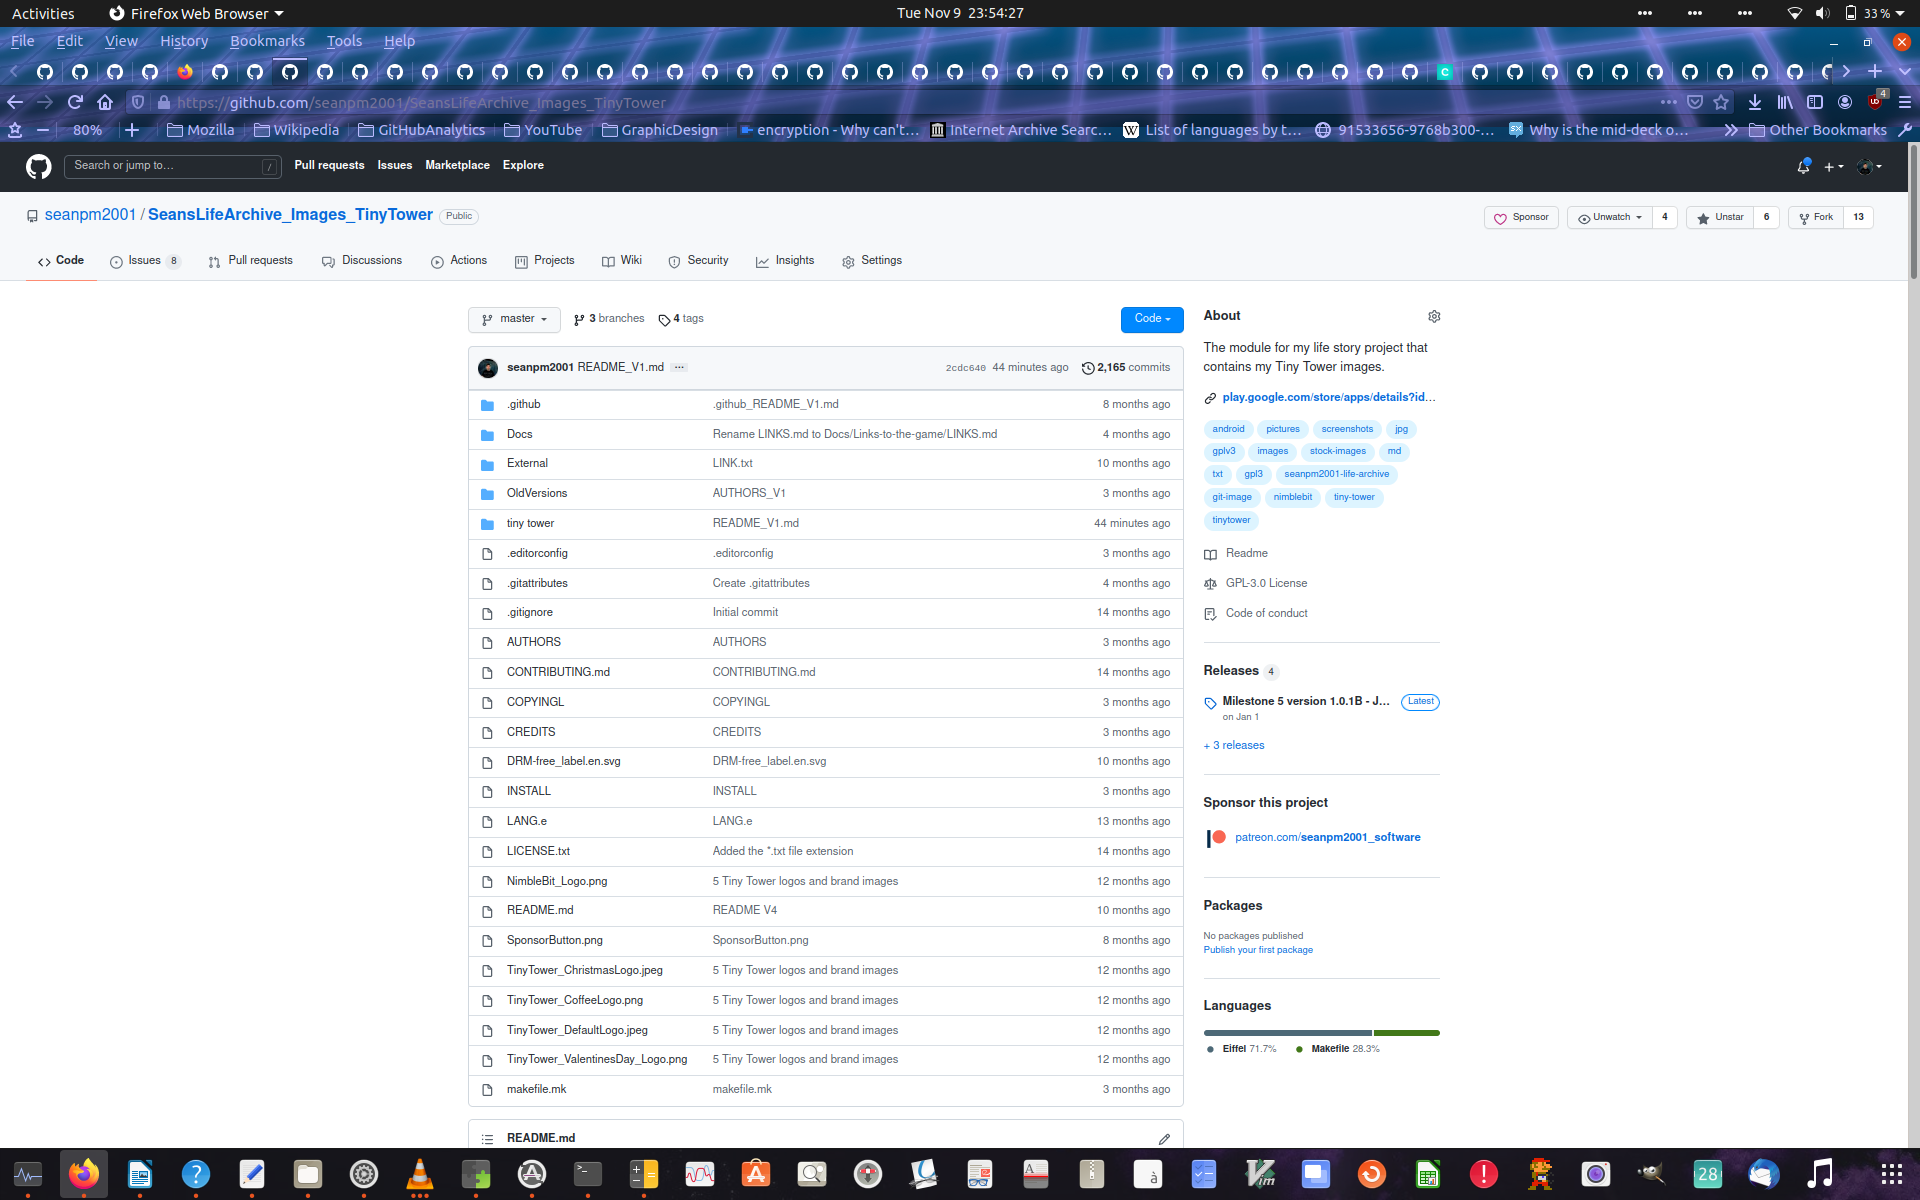 Activities Firefox Web Browser Tue Nov 9 23:54:27 33 %
File Edit View History Bookmarks Tools Help
https://github.com/seanpm2001/SeansLifeArchive_Images_TinyTower 4
80% Mozilla Wikipedia GitHubAnalytics YouTube GraphicDesign encryption - Why can't... Internet Archive Searc... List of languages by t... 91533656-9768b300-... Why is the mid-deck o... Other Bookmarks
Search or jump to... / Pull requests Issues Marketplace Explore
seanpm2001 / SeansLifeArchive_Images_TinyTower Public Sponsor Unwatch 4 Unstar 6 Fork 13
Code Issues 8 Pull requests Discussions Actions Projects Wiki Security Insights Settings
master 3 branches 4 tags Code
seanpm2001 README_V1.md ... 2cdc640 44 minutes ago 2,165 commits
.github .github_README_V1.md 8 months ago
Docs Rename LINKS.md to Docs/Links-to-the-game/LINKS.md 4 months ago
External LINK.txt 10 months ago
OldVersions AUTHORS_V1 3 months ago
tiny tower README_V1.md 44 minutes ago
.editorconfig .editorconfig 3 months ago
.gitattributes Create .gitattributes 4 months ago
.gitignore Initial commit 14 months ago
AUTHORS AUTHORS 3 months ago
CONTRIBUTING.md CONTRIBUTING.md 14 months ago
COPYINGL COPYINGL 3 months ago
CREDITS CREDITS 3 months ago
DRM-free_label.en.svg DRM-free_label.en.svg 10 months ago
INSTALL INSTALL 3 months ago
LANG.e LANG.e 13 months ago
LICENSE.txt Added the *.txt file extension 14 months ago
NimbleBit_Logo.png 5 Tiny Tower logos and brand images 12 months ago
README.md README V4 10 months ago
SponsorButton.png SponsorButton.png 8 months ago
TinyTower_ChristmasLogo.jpeg 5 Tiny Tower logos and brand images 12 months ago
TinyTower_CoffeeLogo.png 5 Tiny Tower logos and brand images 12 months ago
TinyTower_DefaultLogo.jpeg 5 Tiny Tower logos and brand images 12 months ago
TinyTower_ValentinesDay_Logo.png 5 Tiny Tower logos and brand images 12 months ago
makefile.mk makefile.mk 3 months ago
README.md
About
The module for my life story project that
contains my Tiny Tower images.
play.google.com/store/apps/details?id...
android pictures screenshots jpg
gplv3 images stock-images md
txt gpl3 seanpm2001-life-archive
git-image nimblebit tiny-tower
tinytower
Readme
GPL-3.0 License
Code of conduct
Releases 4
Milestone 5 version 1.0.1B - J... Latest
on Jan 1
+ 3 releases
Sponsor this project
patreon.com/seanpm2001_software
Packages
No packages published
Publish your first package
Languages
Eiffel 71.7% Makefile 28.3%
28